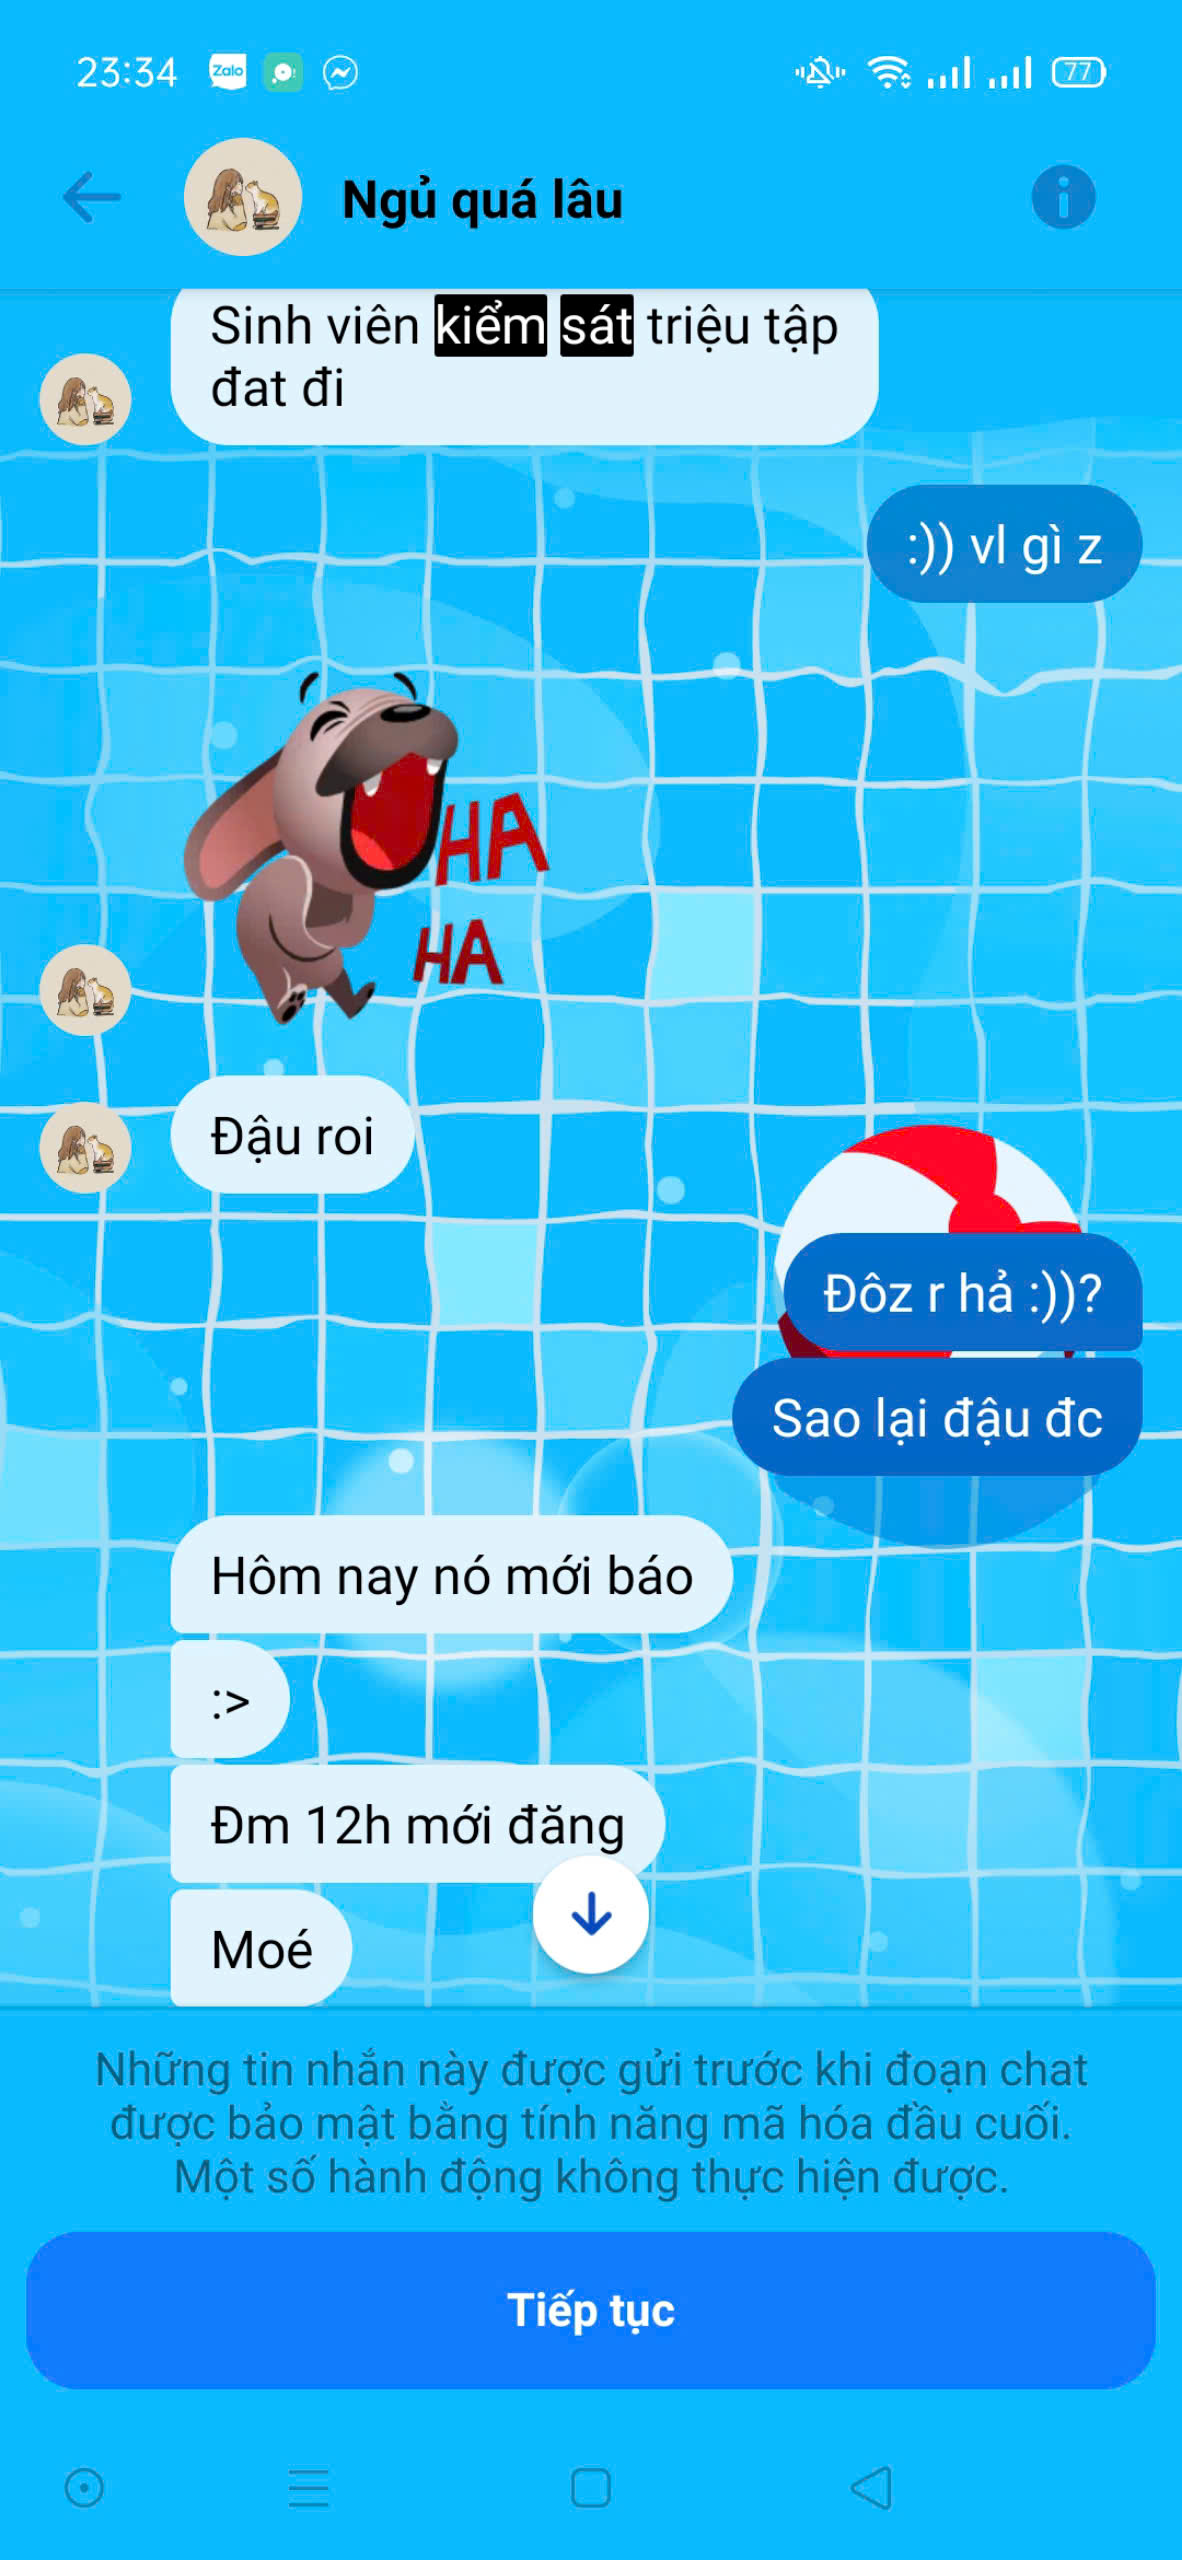 23:34
Zalo
77
Ngủ quá lâu
Sinh viên kiểm sát triệu tập
đat đi
:)) vl gì z
HA
HA
Đậu roi
Đôz r hả :))?
Sao lại đậu đc
Hôm nay nó mới báo
:>
Đm 12h mới đăng
Moé
Những tin nhắn này được gửi trước khi đoạn chat
được bảo mật bằng tính năng mã hóa đầu cuối.
Một số hành động không thực hiện được.
Tiếp tục